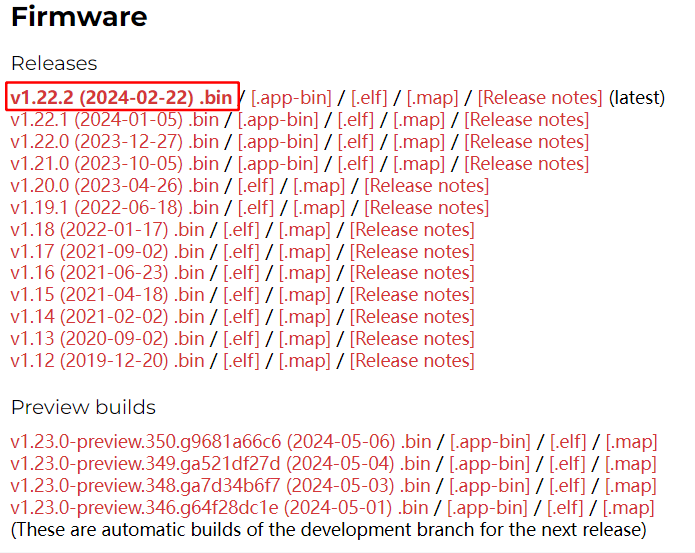 Firmware
Releases
v1.22.2 (2024-02-22) .bin / [.app-bin] / [.elf] / [.map] / [Release notes] (latest)
v1.22.1 (2024-01-05) .bin / [.app-bin] / [.elf] / [.map] / [Release notes]
v1.22.0 (2023-12-27) .bin / [.app-bin] / [.elf] / [.map] / [Release notes]
v1.21.0 (2023-10-05) .bin / [.app-bin] / [.elf] / [.map] / [Release notes]
v1.20.0 (2023-04-26) .bin / [.elf] / [.map] / [Release notes]
v1.19.1 (2022-06-18) .bin / [.elf] / [.map] / [Release notes]
v1.18 (2022-01-17) .bin / [.elf] / [.map] / [Release notes]
v1.17 (2021-09-02) .bin / [.elf] / [.map] / [Release notes]
v1.16 (2021-06-23) .bin / [.elf] / [.map] / [Release notes]
v1.15 (2021-04-18) .bin / [.elf] / [.map] / [Release notes]
v1.14 (2021-02-02) .bin / [.elf] / [.map] / [Release notes]
v1.13 (2020-09-02) .bin / [.elf] / [.map] / [Release notes]
v1.12 (2019-12-20) .bin / [.elf] / [.map] / [Release notes]
Preview builds
v1.23.0-preview.350.g9681a66c6 (2024-05-06) .bin / [.app-bin] / [.elf] / [.map]
v1.23.0-preview.349.ga521df27d (2024-05-04) .bin / [.app-bin] / [.elf] / [.map]
v1.23.0-preview.348.ga7d34b6f7 (2024-05-03) .bin / [.app-bin] / [.elf] / [.map]
v1.23.0-preview.346.g64f28dc1e (2024-05-01) .bin / [.app-bin] / [.elf] / [.map]
(These are automatic builds of the development branch for the next release)